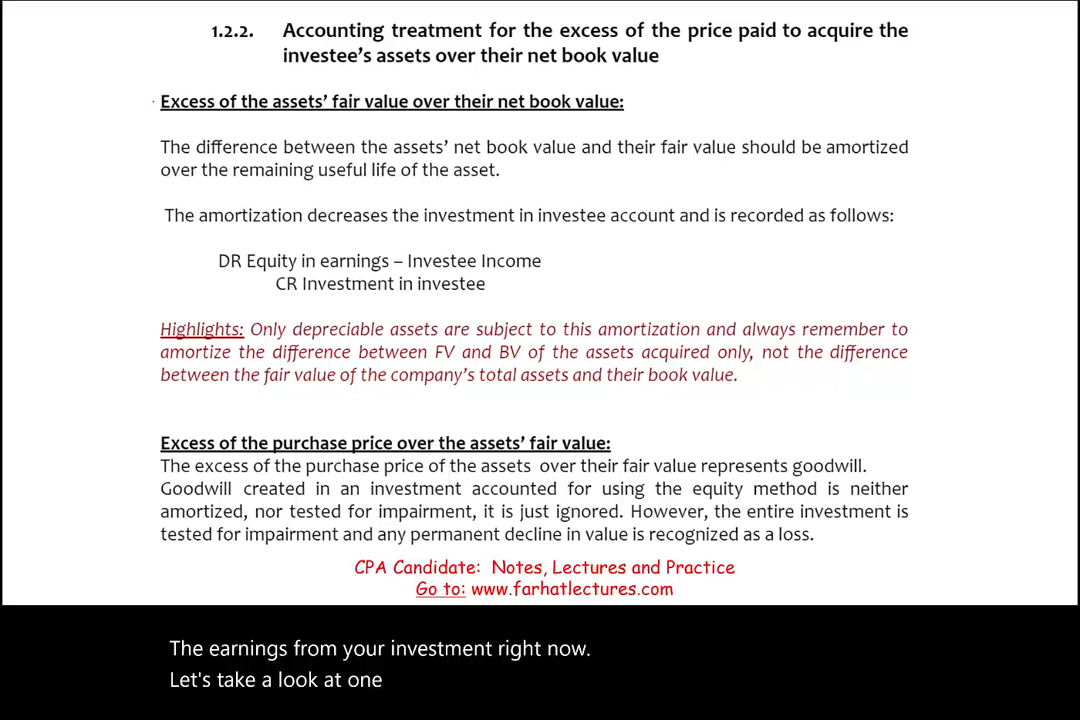 1.2.2. Accounting treatment for the excess of the price paid to acquire the
investee's assets over their net book value
Excess of the assets' fair value over their net book value:
The difference between the assets' net book value and their fair value should be amortized
over the remaining useful life of the asset.
The amortization decreases the investment in investee account and is recorded as follows:
DR Equity in earnings – Investee Income
CR Investment in investee
Highlights: Only depreciable assets are subject to this amortization and always remember to
amortize the difference between FV and BV of the assets acquired only, not the difference
between the fair value of the company's total assets and their book value.
Excess of the purchase price over the assets' fair value:
The excess of the purchase price of the assets over their fair value represents goodwill.
Goodwill created in an investment accounted for using the equity method is neither
amortized, nor tested for impairment, it is just ignored. However, the entire investment is
tested for impairment and any permanent decline in value is recognized as a loss.
CPA Candidate: Notes, Lectures and Practice
Go to: www.farhatlectures.com
The earnings from your investment right now.
Let's take a look at one